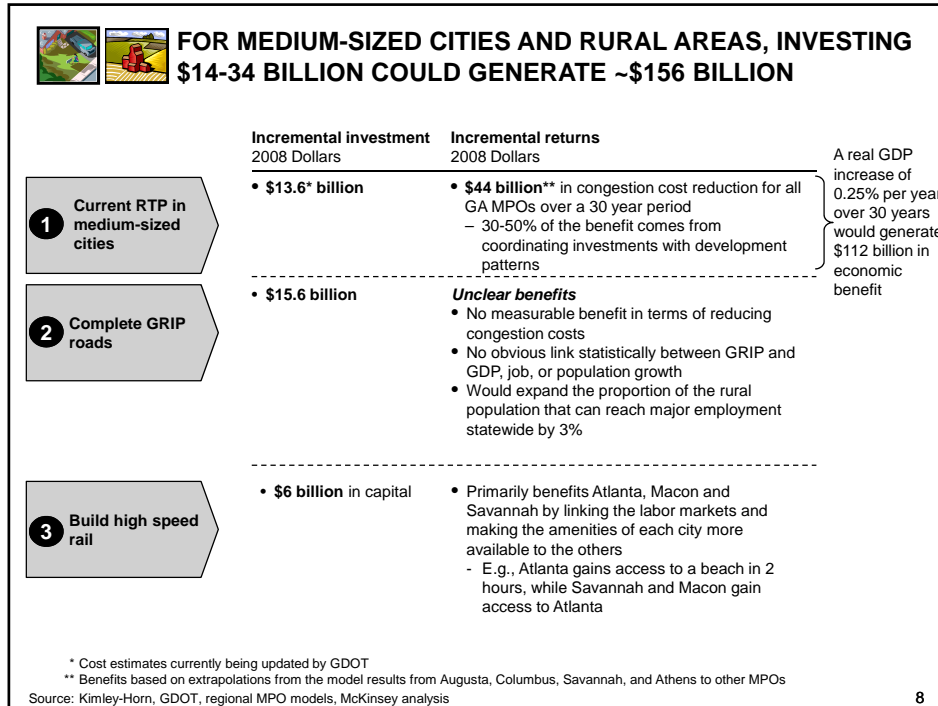 FOR MEDIUM-SIZED CITIES AND RURAL AREAS, INVESTING
$14-34 BILLION COULD GENERATE ~$156 BILLION
Incremental investment
2008 Dollars
Incremental returns
2008 Dollars
1
Current RTP in
medium-sized
cities
• $13.6* billion
• $44 billion** in congestion cost reduction for all
GA MPOs over a 30 year period
– 30-50% of the benefit comes from
coordinating investments with development
patterns
A real GDP
increase of
0.25% per year
over 30 years
would generate
$112 billion in
economic
benefit
2
Complete GRIP
roads
• $15.6 billion
Unclear benefits
• No measurable benefit in terms of reducing
congestion costs
• No obvious link statistically between GRIP and
GDP, job, or population growth
• Would expand the proportion of the rural
population that can reach major employment
statewide by 3%
3
Build high speed
rail
• $6 billion in capital
• Primarily benefits Atlanta, Macon and
Savannah by linking the labor markets and
making the amenities of each city more
available to the others
- E.g., Atlanta gains access to a beach in 2
hours, while Savannah and Macon gain
access to Atlanta
* Cost estimates currently being updated by GDOT
** Benefits based on extrapolations from the model results from Augusta, Columbus, Savannah, and Athens to other MPOs
Source: Kimley-Horn, GDOT, regional MPO models, McKinsey analysis
8